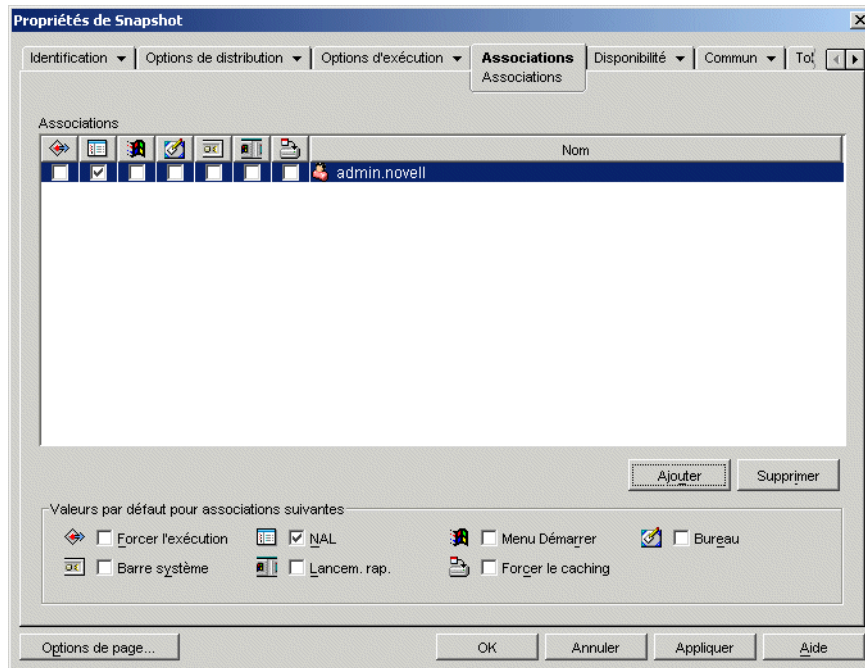 Propriétés de Snapshot
Identification Options de distribution Options d'exécution Associations Disponibilité Commun
Associations
Associations
Nom
admin.novell
Ajouter Supprimer
Valeurs par défaut pour associations suivantes
Forcer l'exécution NAL Menu Démarrer Bureau
Barre système Lancem. rap. Forcer le caching
Options de page... OK Annuler Appliquer Aide